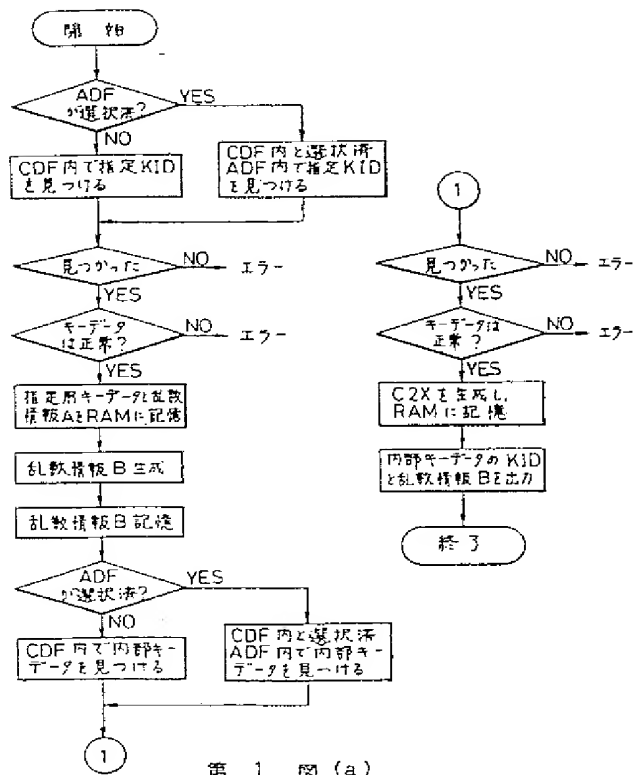 開始
ADF
が選択済?
YES
NO
CDF内で指定KID
を見つける
CDF内と選択済
ADF内で指定KID
を見つける
見つかった
NO
エラー
YES
キーデータ
は正常?
NO
エラー
YES
指定用キーデータと乱数
情報AをRAMに記憶
乱数情報B生成
乱数情報B記憶
ADF
が選択済?
YES
NO
CDF内で内部キー
データを見つける
CDF内と選択済
ADF内で内部キー
データを見つける
1
1
見つかった
NO
エラー
YES
キーデータは
正常?
NO
エラー
YES
C2Xを生成し,
RAMに記憶
内部キーデータのKID
と乱数情報Bを出力
終了
第1図(a)